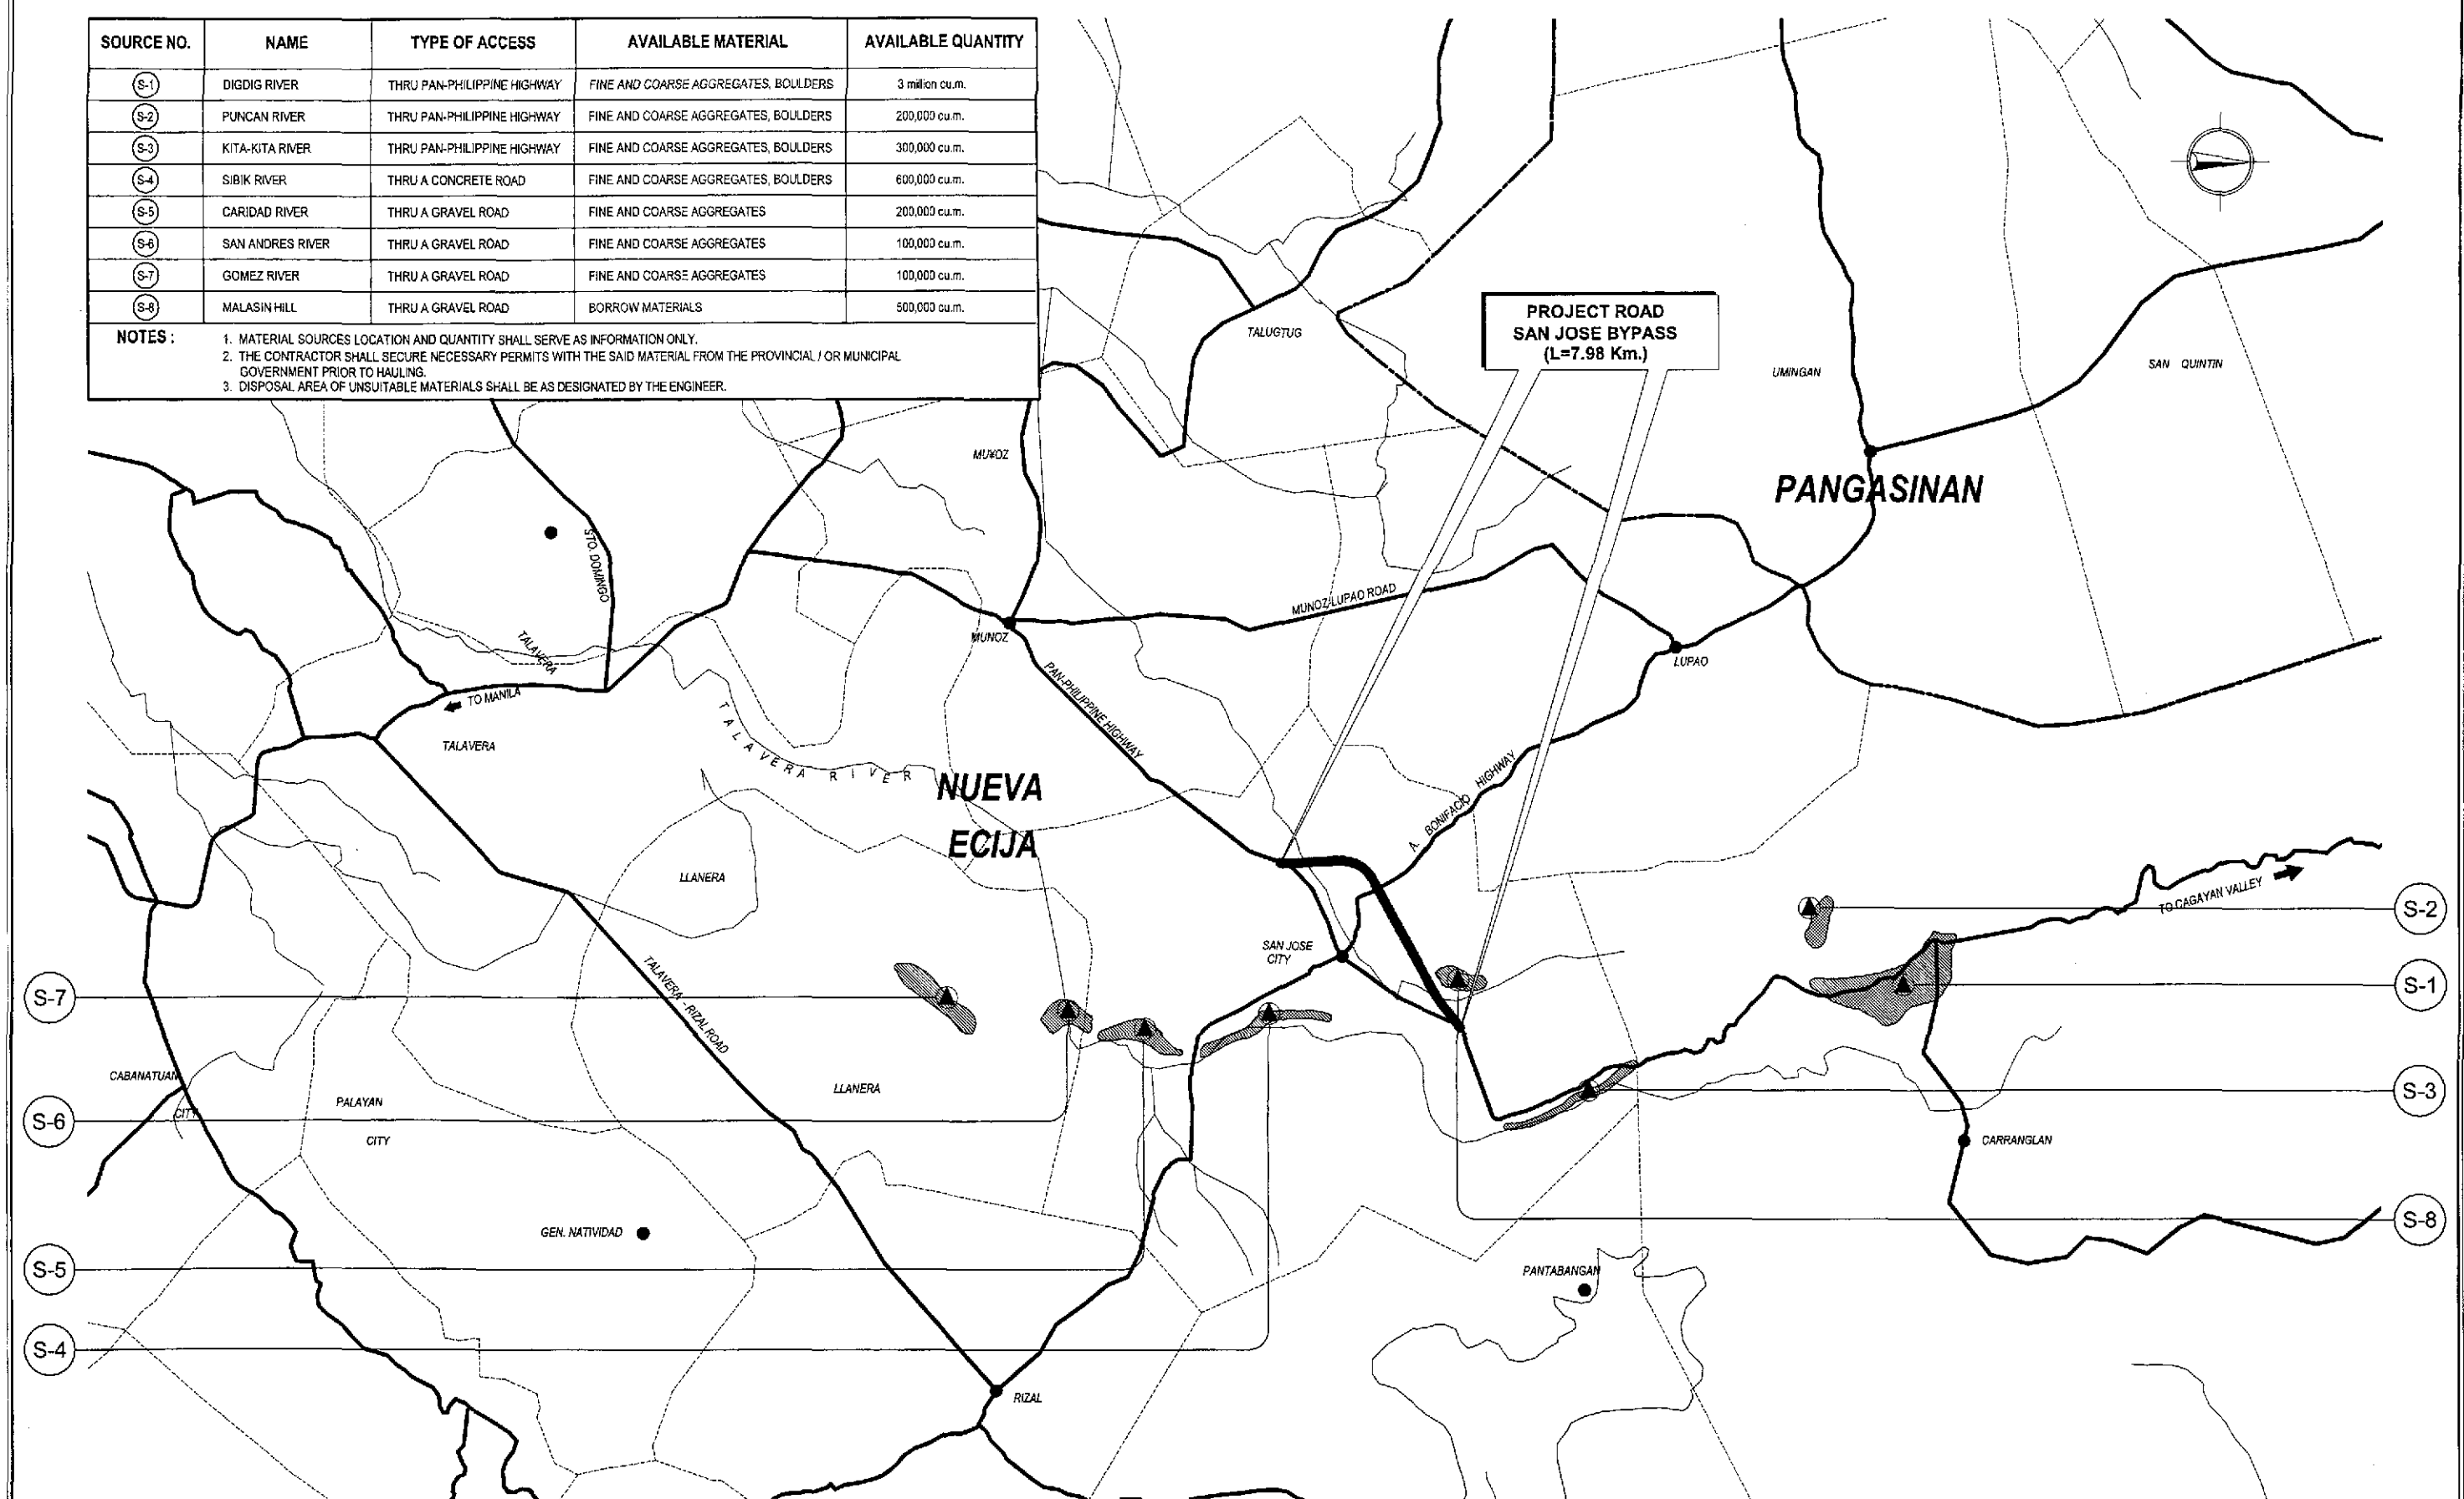 SOURCE NO. NAME TYPE OF ACCESS AVAILABLE MATERIAL AVAILABLE QUANTITY
S-1 DIGDIG RIVER THRU PAN-PHILIPPINE HIGHWAY FINE AND COARSE AGGREGATES, BOULDERS 3 million cu.m.
S-2 PUNCAN RIVER THRU PAN-PHILIPPINE HIGHWAY FINE AND COARSE AGGREGATES, BOULDERS 200,000 cu.m.
S-3 KITA-KITA RIVER THRU PAN-PHILIPPINE HIGHWAY FINE AND COARSE AGGREGATES, BOULDERS 300,000 cu.m.
S-4 SIBIK RIVER THRU A CONCRETE ROAD FINE AND COARSE AGGREGATES, BOULDERS 600,000 cu.m.
S-5 CARIDAD RIVER THRU A GRAVEL ROAD FINE AND COARSE AGGREGATES 200,000 cu.m.
S-6 SAN ANDRES RIVER THRU A GRAVEL ROAD FINE AND COARSE AGGREGATES 100,000 cu.m.
S-7 GOMEZ RIVER THRU A GRAVEL ROAD FINE AND COARSE AGGREGATES 100,000 cu.m.
S-8 MALASIN HILL THRU A GRAVEL ROAD BORROW MATERIALS 500,000 cu.m.
NOTES : 1. MATERIAL SOURCES LOCATION AND QUANTITY SHALL SERVE AS INFORMATION ONLY.
2. THE CONTRACTOR SHALL SECURE NECESSARY PERMITS WITH THE SAID MATERIAL FROM THE PROVINCIAL / OR MUNICIPAL
GOVERNMENT PRIOR TO HAULING.
3. DISPOSAL AREA OF UNSUITABLE MATERIALS SHALL BE AS DESIGNATED BY THE ENGINEER.
PROJECT ROAD
SAN JOSE BYPASS
(L=7.98 Km.)
TALUGTUG
UMINGAN
SAN QUINTIN
MUÑOZ
PANGASINAN
STO. DOMINGO
MUNOZ-LUPAO ROAD
MUNOZ
TALAVERA
LUPAO
TO MANILA
PAN-PHILIPPINE HIGHWAY
TALAVERA
TALAVERA RIVER
NUEVA
ECIJA
A. BONIFACIO HIGHWAY
LLANERA
TO CAGAYAN VALLEY
S-2
SAN JOSE
CITY
TALAVERA - RIZAL ROAD
S-7
S-1
CABANATUAN
CITY
PALAYAN
CITY
LLANERA
S-3
S-6
CARRANGLAN
GEN. NATIVIDAD
S-8
S-5
PANTABANGAN
S-4
RIZAL